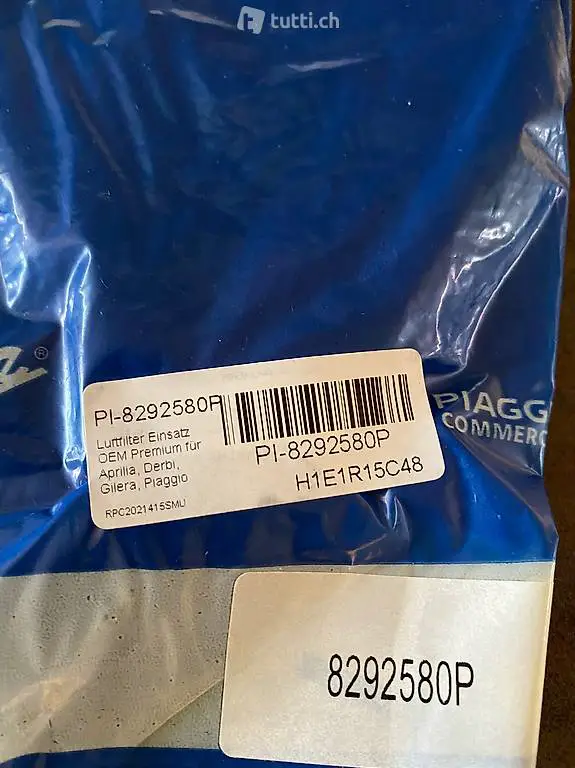 tutti.ch
®
PIAGG
COMMERC
PI-8292580P
Luftfilter Einsatz
OEM Premium für
Aprilia, Derbi,
Gilera, Piaggio
RPC2021415SMU
PI-8292580P
H1E1R15C48
8292580P